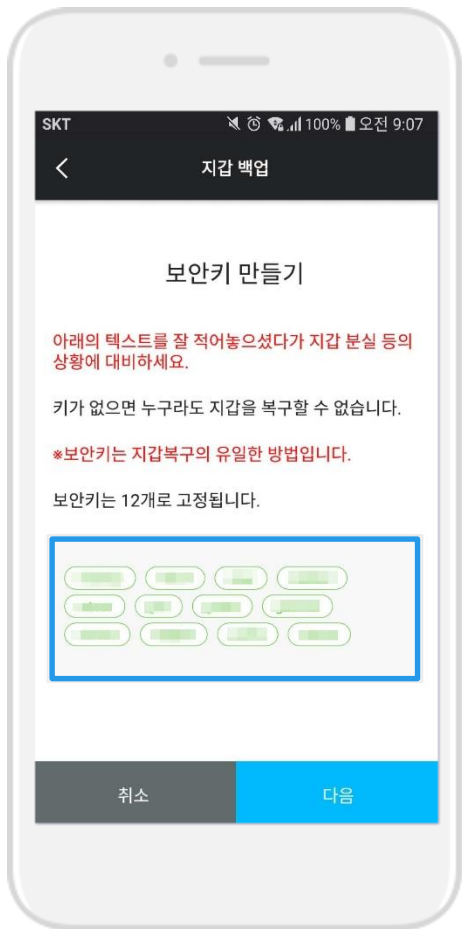 SKT 100% 오전 9:07
지갑 백업
보안키 만들기
아래의 텍스트를 잘 적어놓으셨다가 지갑 분실 등의
상황에 대비하세요.
키가 없으면 누구라도 지갑을 복구할 수 없습니다.
*보안키는 지갑복구의 유일한 방법입니다.
보안키는 12개로 고정됩니다.
취소 다음